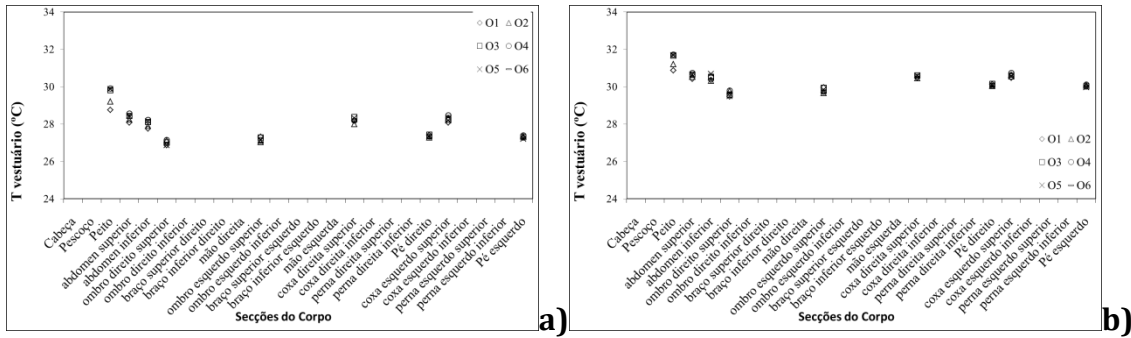 34
32
30
28
26
24
T vestuário (ºC)
O1 O2
O3 O4
O5 O6
Cabeça
Pescoço
Peito
abdomen superior
abdomen inferior
ombro direito superior
ombro direito inferior
braço superior direito
braço inferior direito
mão direita
ombro esquerdo superior
ombro esquerdo inferior
braço superior esquerdo
braço inferior esquerdo
mão esquerda
coxa direita superior
coxa direita inferior
perna direita superior
perna direita inferior
Pé direito
coxa esquerdo superior
coxa esquerdo inferior
perna esquerdo superior
perna esquerdo inferior
Pé esquerdo
Secções do Corpo
a)
34
32
30
28
26
24
T vestuário (ºC)
O1 O2
O3 O4
O5 O6
Cabeça
Pescoço
Peito
abdomen superior
abdomen inferior
ombro direito superior
ombro direito inferior
braço superior direito
braço inferior direito
mão direita
ombro esquerdo superior
ombro esquerdo inferior
braço superior esquerdo
braço inferior esquerdo
mão esquerda
coxa direita superior
coxa direita inferior
perna direita superior
perna direita inferior
Pé direito
coxa esquerdo superior
coxa esquerdo inferior
perna esquerdo superior
perna esquerdo inferior
Pé esquerdo
Secções do Corpo
b)